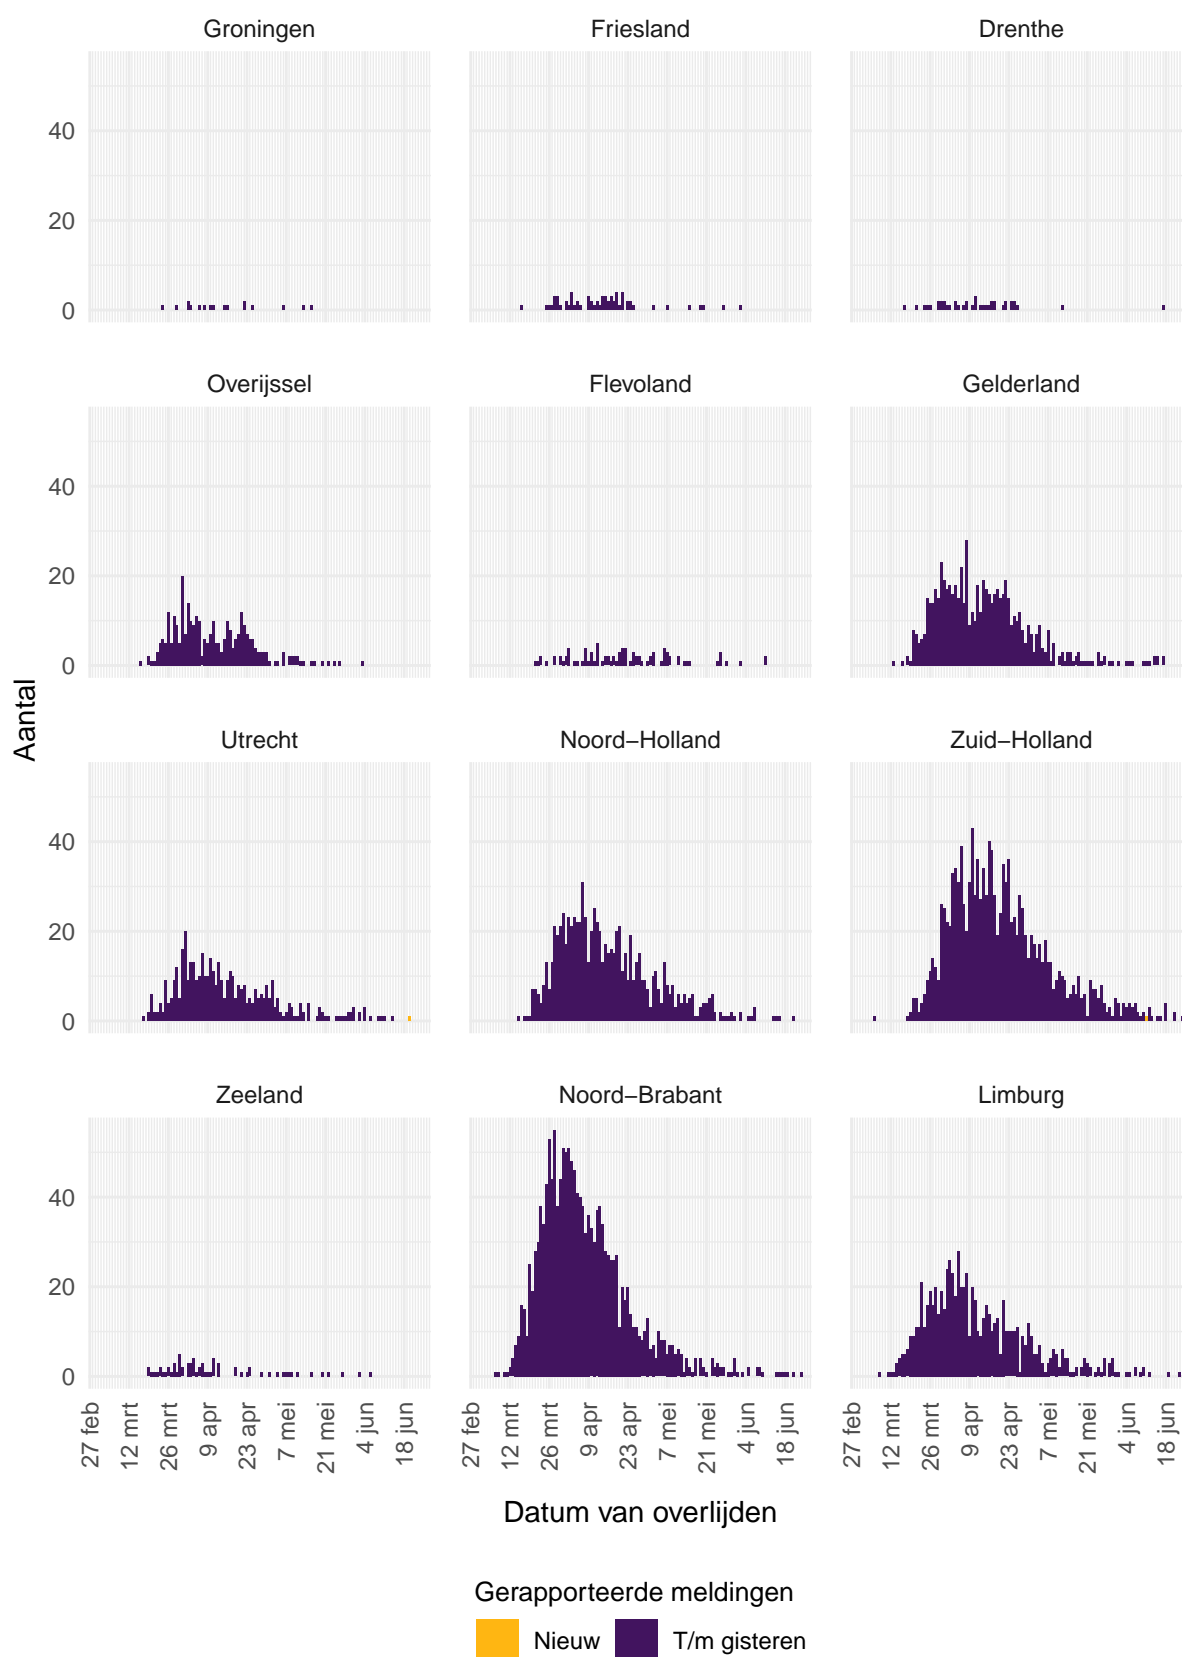 Groningen Friesland Drenthe
40
20
0
Overijssel Flevoland Gelderland
40
20
0
Aantal
Utrecht Noord−Holland Zuid−Holland
40
20
0
Zeeland Noord−Brabant Limburg
40
20
0
27 feb 12 mrt 26 mrt 9 apr 23 apr 7 mei 21 mei 4 jun 18 jun 27 feb 12 mrt 26 mrt 9 apr 23 apr 7 mei 21 mei 4 jun 18 jun 27 feb 12 mrt 26 mrt 9 apr 23 apr 7 mei 21 mei 4 jun 18 jun
Datum van overlijden
Gerapporteerde meldingen
Nieuw T/m gisteren